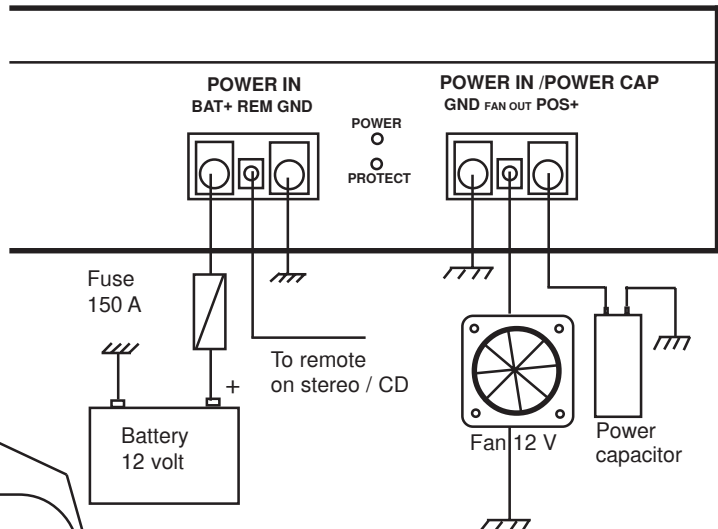 POWER IN
BAT+ REM GND
POWER
PROTECT
POWER IN /POWER CAP
GND FAN OUT POS+
Fuse
150 A
To remote
on stereo / CD
+
Battery
12 volt
Fan 12 V
Power
capacitor